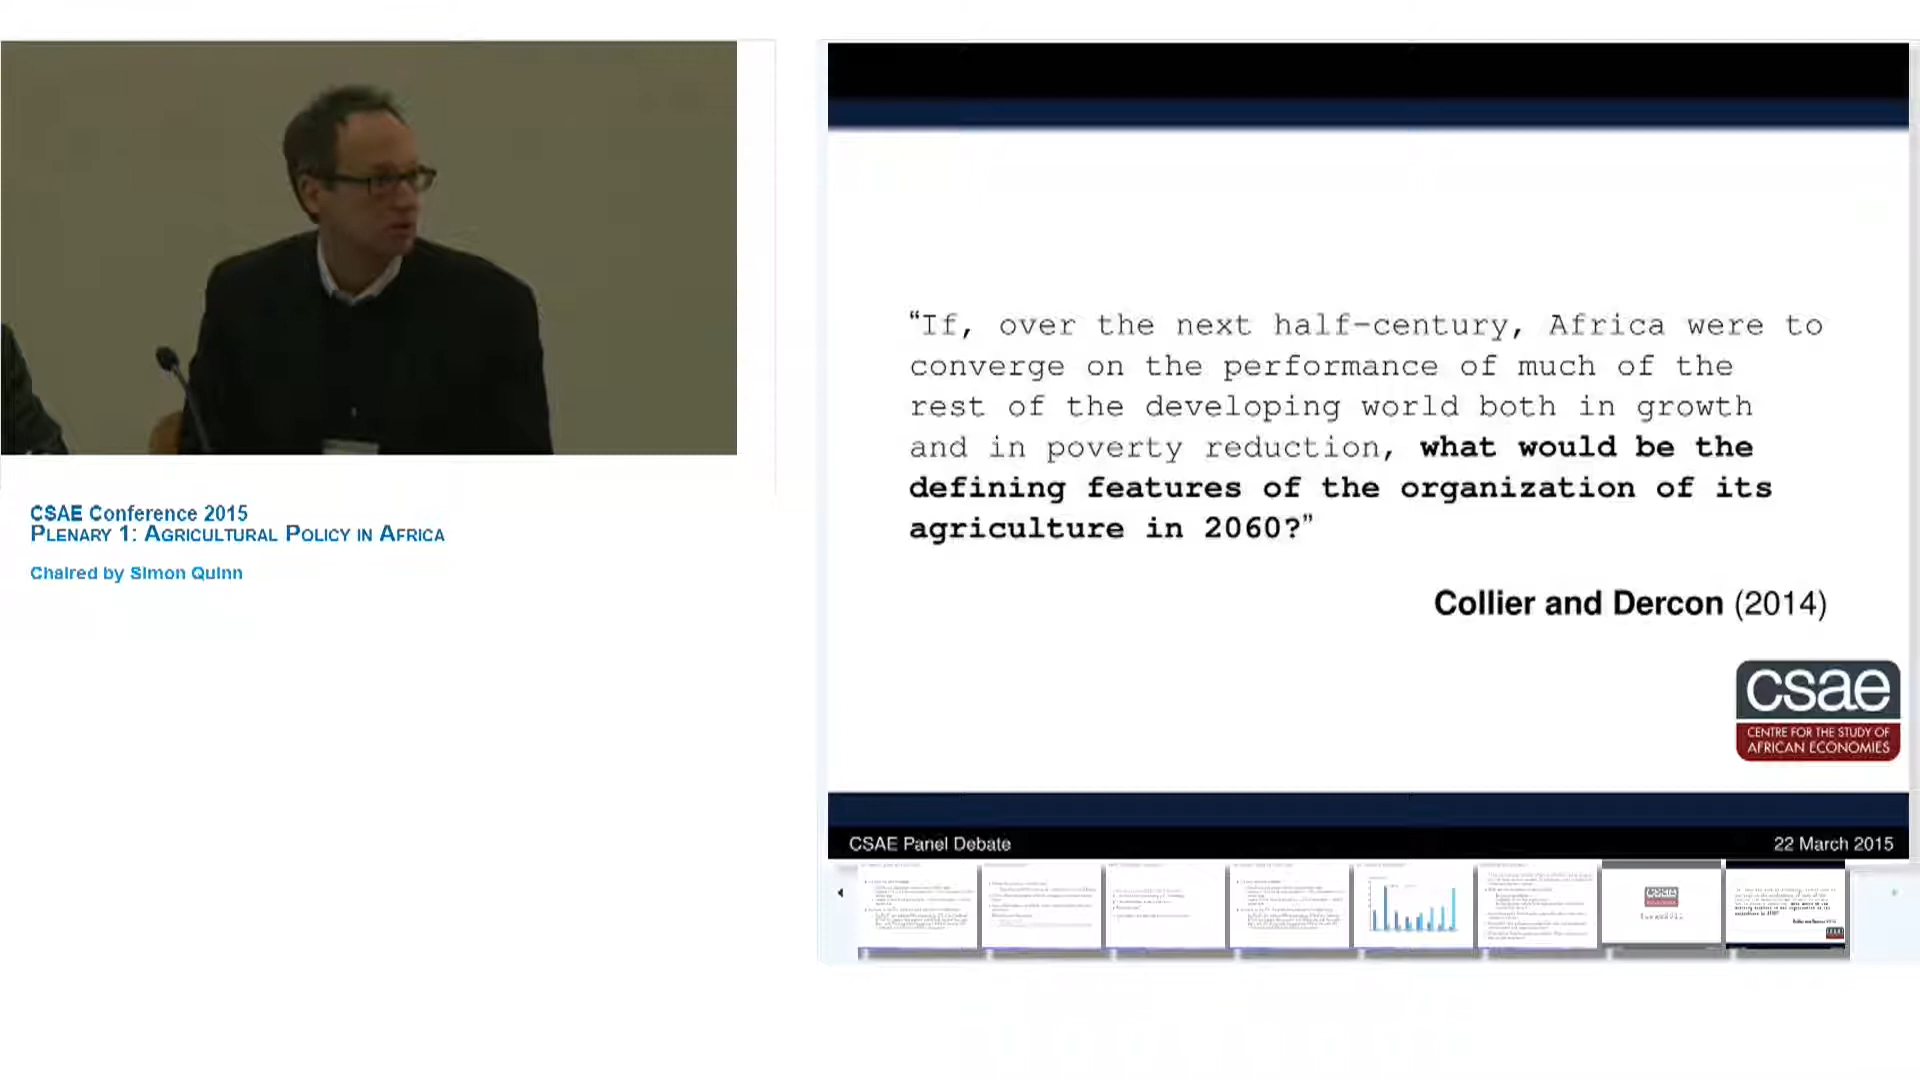 CSAE Conference 2015
PLENARY 1: AGRICULTURAL POLICY IN AFRICA
Chaired by Simon Quinn
“If, over the next half-century, Africa were to
converge on the performance of much of the
rest of the developing world both in growth
and in poverty reduction, what would be the
defining features of the organization of its
agriculture in 2060?”
Collier and Dercon (2014)
csae
CENTRE FOR THE STUDY OF
AFRICAN ECONOMIES
CSAE Panel Debate
22 March 2015